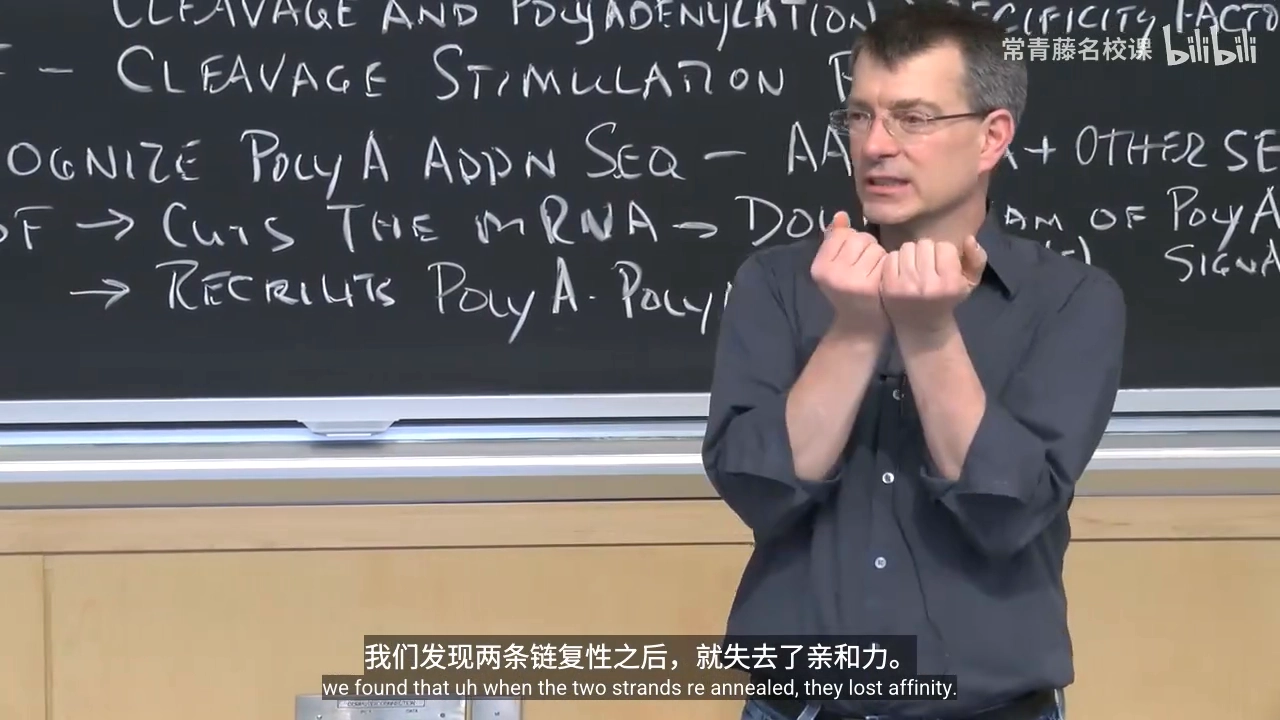 CLEAVAGE AND POLYADENYLATION SPECIFICITY FACTO
常青藤名校课 bilibili
F - CLEAVAGE STIMULATION F
OGNIZE POLY A ADDN SEQ - AA A + OTHER SE
SF → CUTS THE mRNA → DOW AM OF POLY A
SIGNA
→ RECRUITS POLY A · POLY
我们发现两条链复性之后，就失去了亲和力。
we found that uh when the two strands re annealed, they lost affinity.